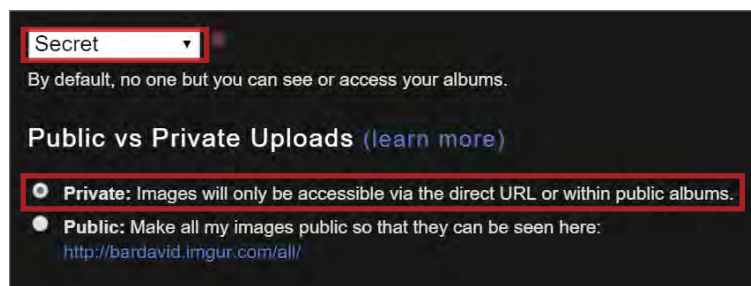 Secret
By default, no one but you can see or access your albums.
Public vs Private Uploads (learn more)
Private: Images will only be accessible via the direct URL or within public albums.
Public: Make all my images public so that they can be seen here:
http://bardavid.imgur.com/all/